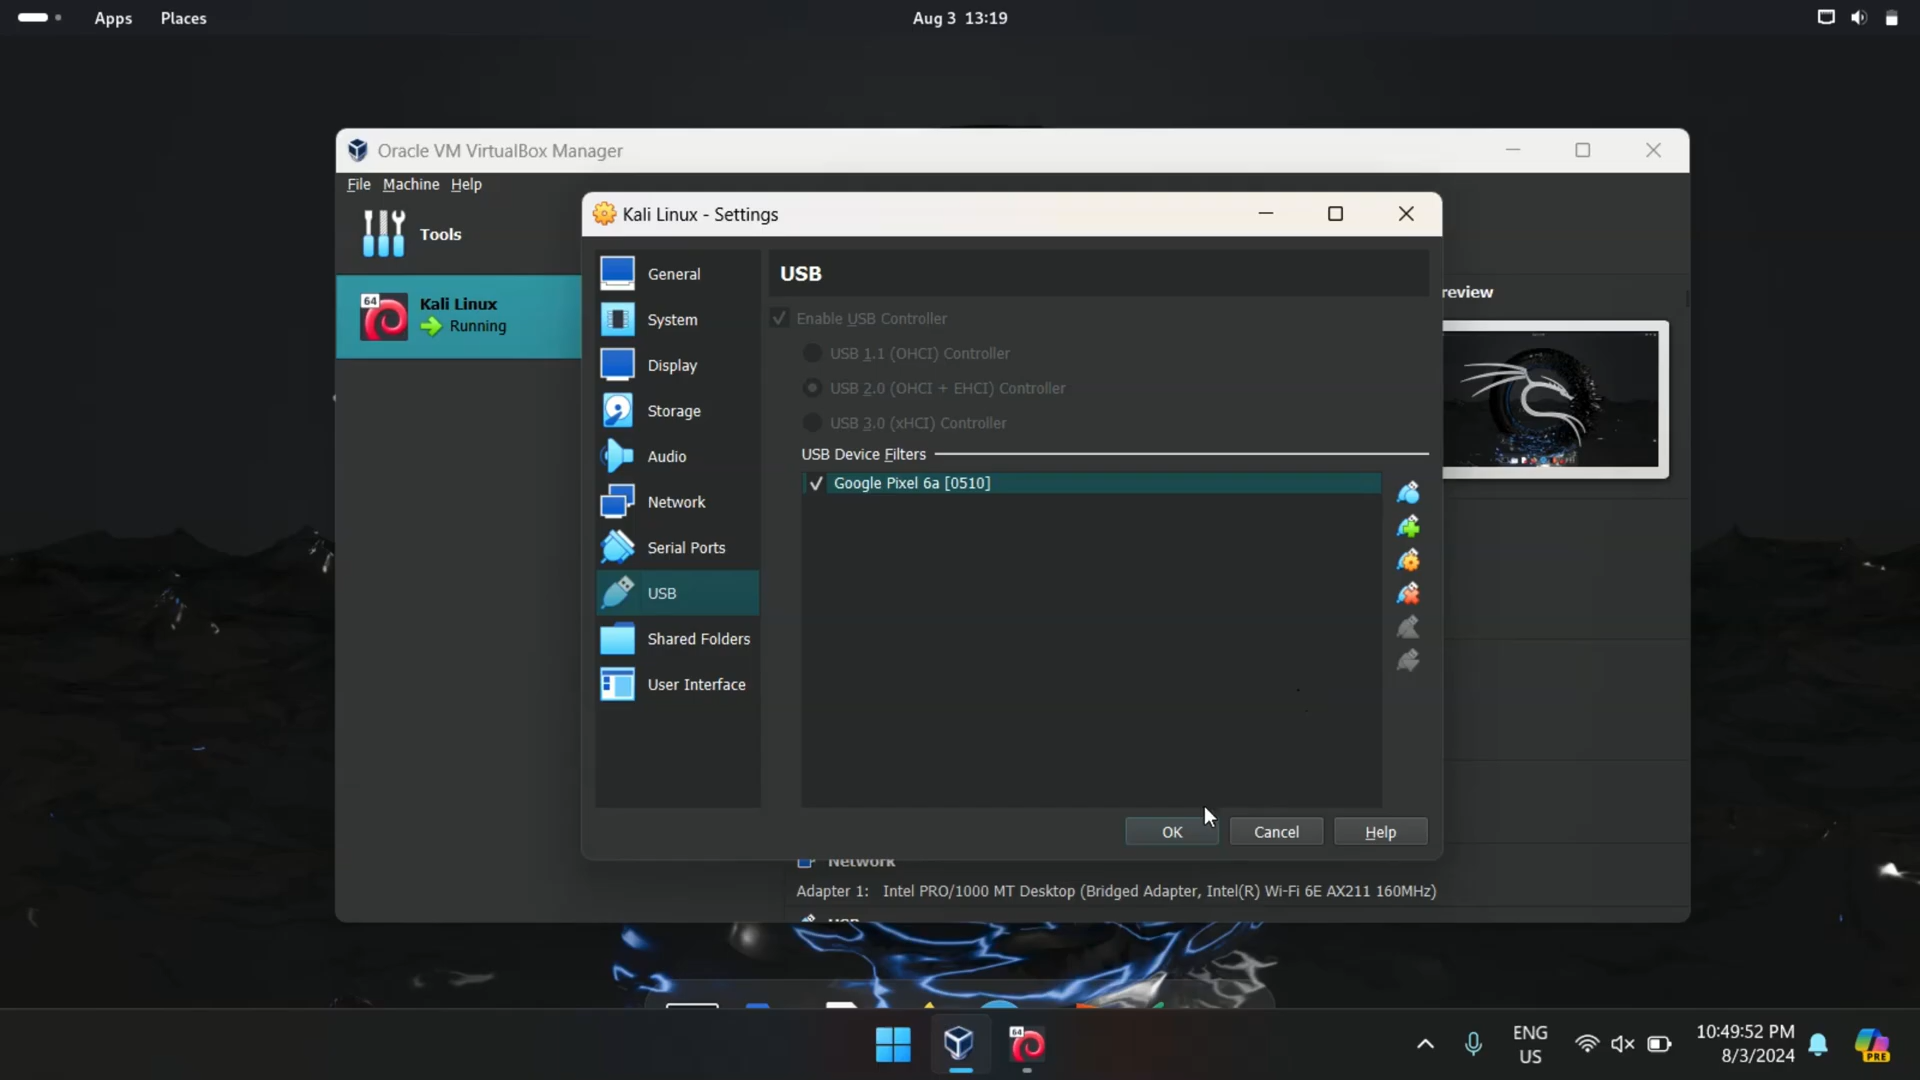 Apps Places Aug 3 13:19
Oracle VM VirtualBox Manager
File Machine Help
Tools
64 Kali Linux
Running
Kali Linux - Settings
General
System
Display
Storage
Audio
Network
Serial Ports
USB
Shared Folders
User Interface
USB
Enable USB Controller
USB 1.1 (OHCI) Controller
USB 2.0 (OHCI + EHCI) Controller
USB 3.0 (xHCI) Controller
USB Device Filters
Google Pixel 6a [0510]
OK Cancel Help
review
Network
Adapter 1: Intel PRO/1000 MT Desktop (Bridged Adapter, Intel(R) Wi-Fi 6E AX211 160MHz)
USB
64
ENG
US
10:49:52 PM
8/3/2024
PRE